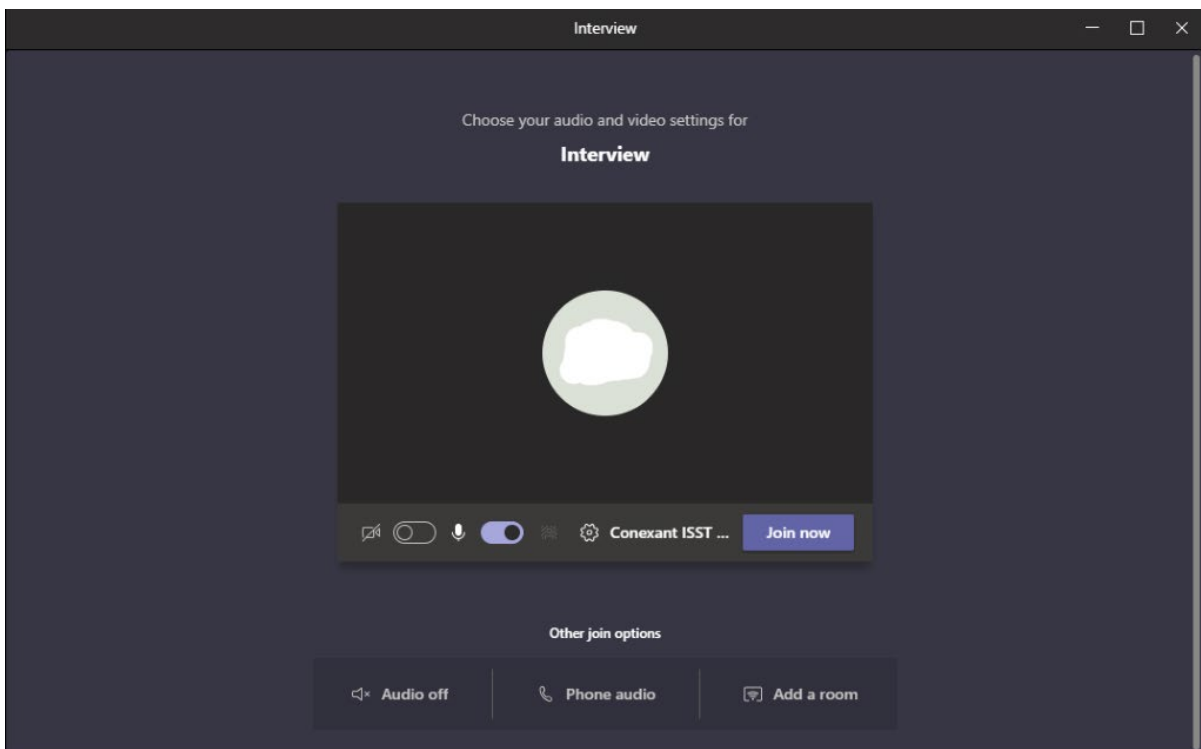 Interview
Choose your audio and video settings for
Interview
Conexant ISST ... Join now
Other join options
Audio off Phone audio Add a room